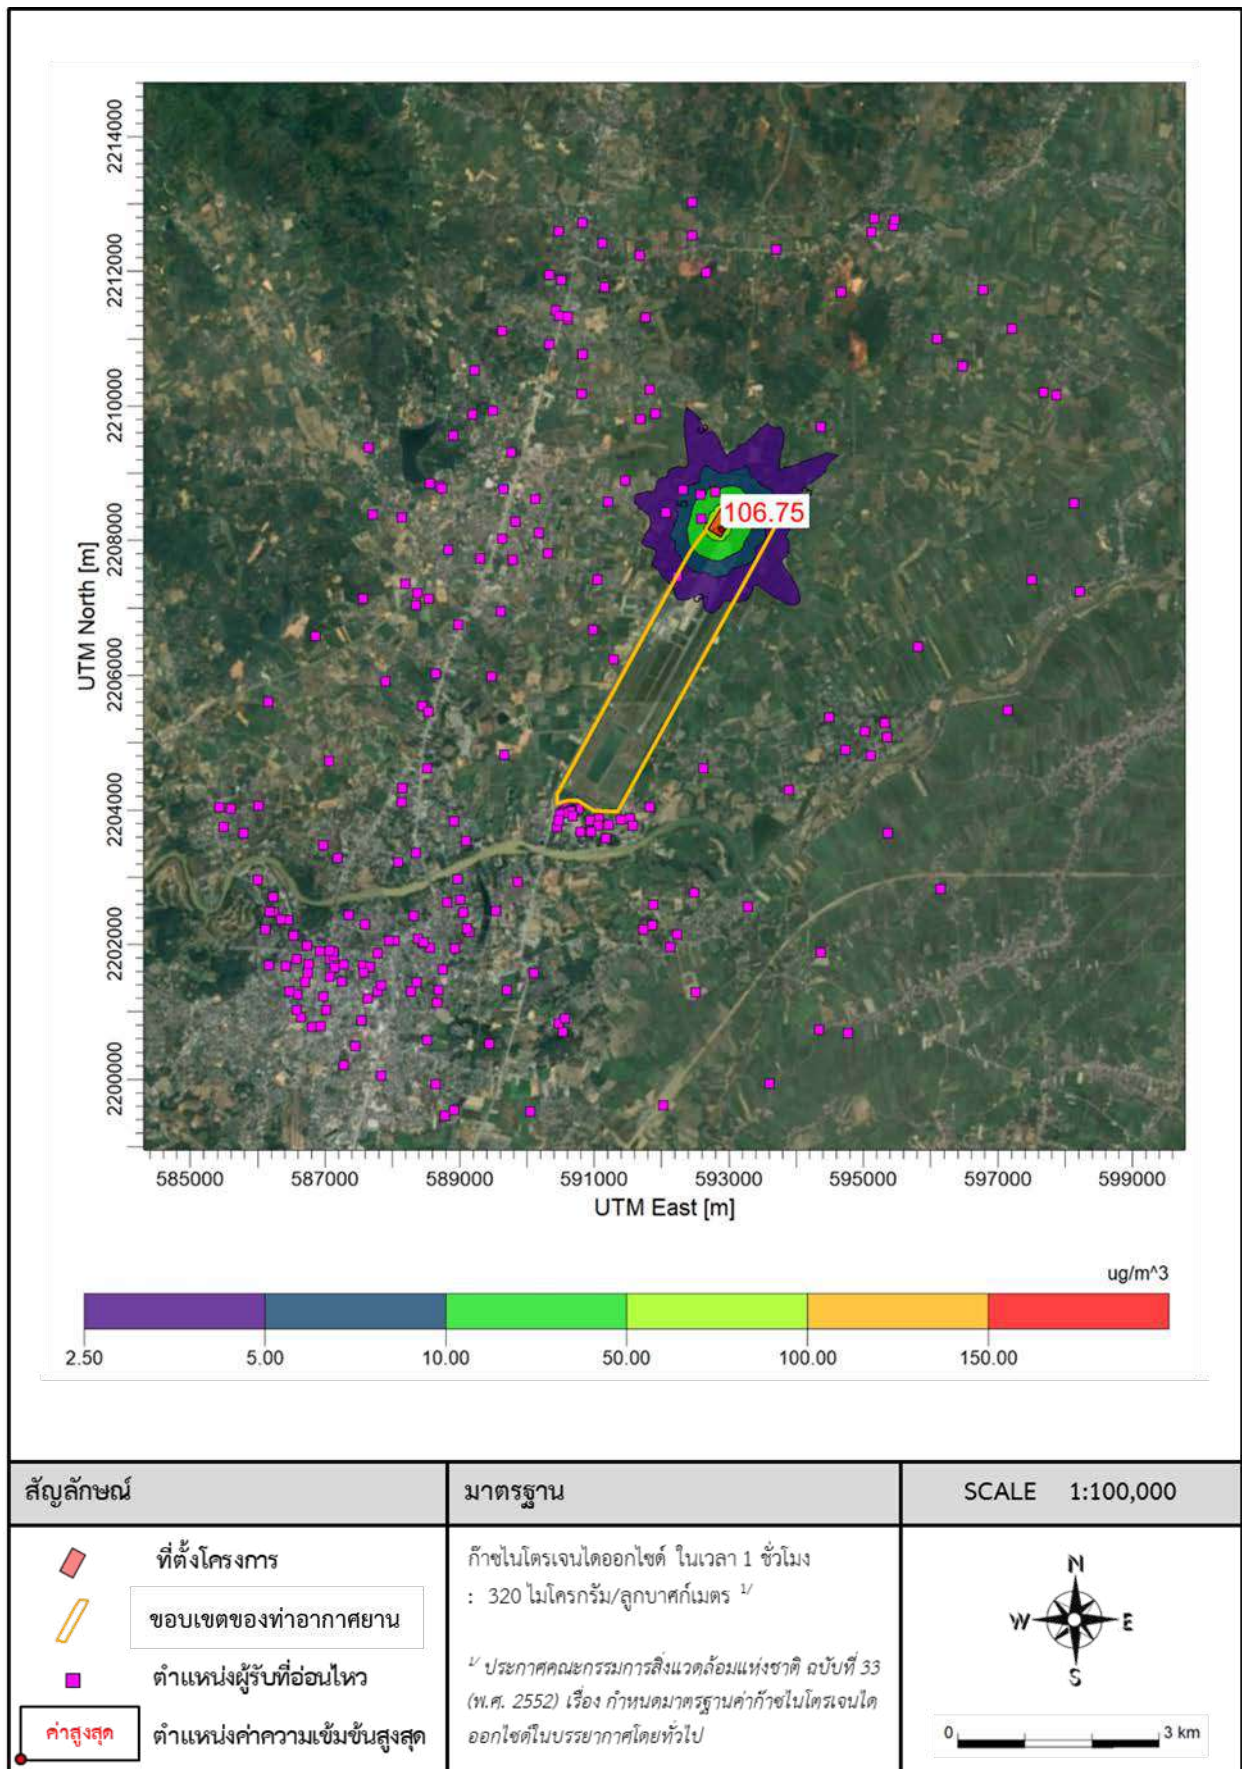 UTM North [m]
2214000
2212000
2210000
2208000
2206000
2204000
2202000
2200000
106.75
585000 587000 589000 591000 593000 595000 597000 599000
UTM East [m]
ug/m^3
2.50 5.00 10.00 50.00 100.00 150.00
สัญลักษณ์
ที่ตั้งโครงการ
ขอบเขตของท่าอากาศยาน
ตำแหน่งผู้รับที่อ่อนไหว
ค่าสูงสุด ตำแหน่งค่าความเข้มข้นสูงสุด
มาตรฐาน
ก๊าซไนโตรเจนไดออกไซด์ ในเวลา 1 ชั่วโมง
: 320 ไมโครกรัม/ลูกบาศก์เมตร 1/
1/ ประกาศคณะกรรมการสิ่งแวดล้อมแห่งชาติ ฉบับที่ 33
(พ.ศ. 2552) เรื่อง กำหนดมาตรฐานค่าก๊าซไนโตรเจนได
ออกไซด์ในบรรยากาศโดยทั่วไป
SCALE 1:100,000
N
W E
S
0 3 km